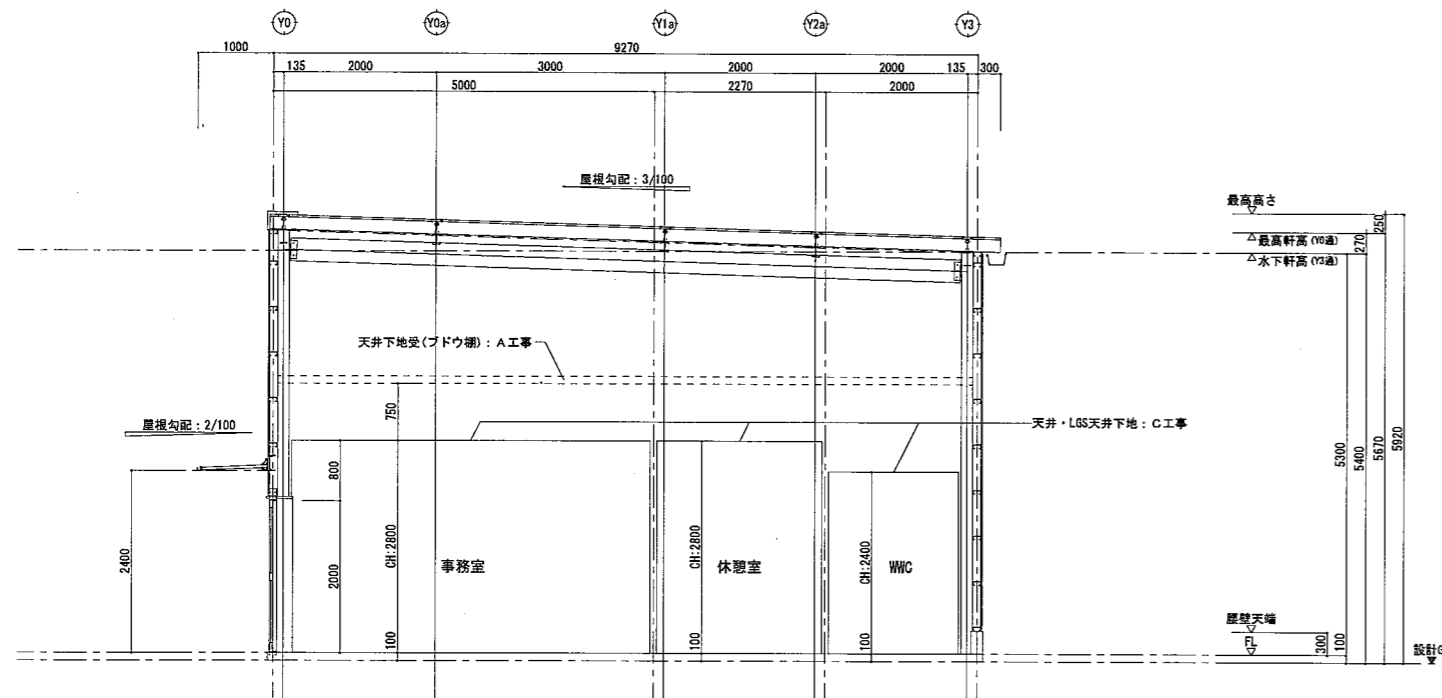 Y0 Y0a Y1a Y2a Y3
1000 9270
135 2000 3000 2000 2000 135 300
5000 2270 2000
屋根勾配：3/100
最高高さ
250
最高軒高(Y0通)
270
水下軒高(Y3通)
天井下地受(ブドウ棚)：A工事
750
屋根勾配：2/100
天井・LGS天井下地：C工事
5300
5400
5670
5920
800
2400
2000
CH:2800
事務室
CH:2800
休憩室
CH:2400
WWC
100
100
100
腰壁天端
FL
300
100
設計G